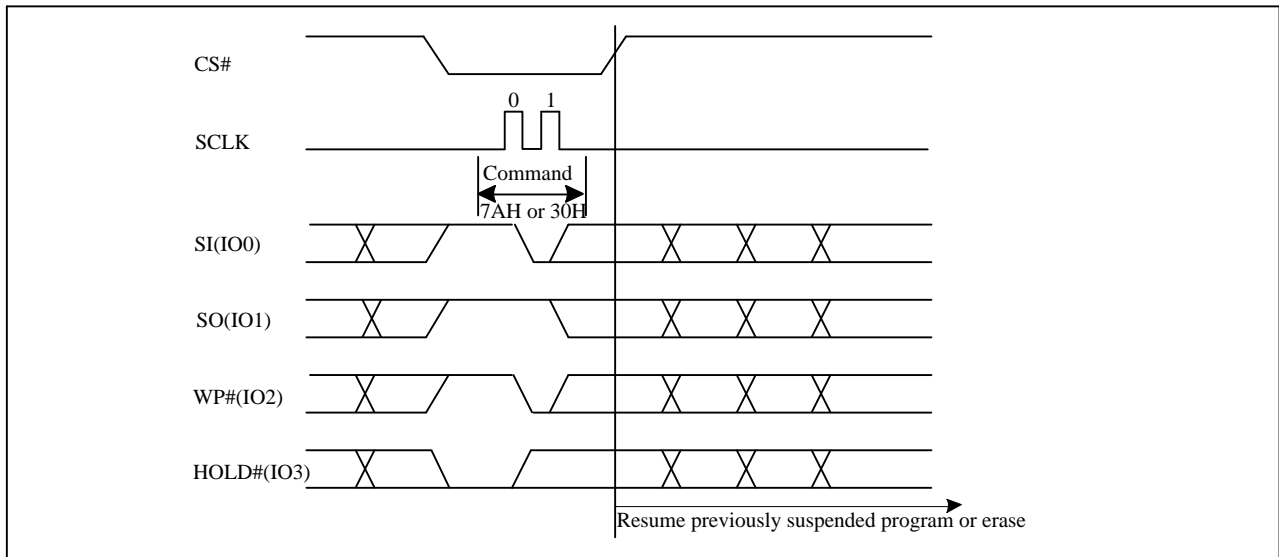 CS#
0 1
SCLK
Command
7AH or 30H
SI(IO0)
SO(IO1)
WP#(IO2)
HOLD#(IO3)
Resume previously suspended program or erase